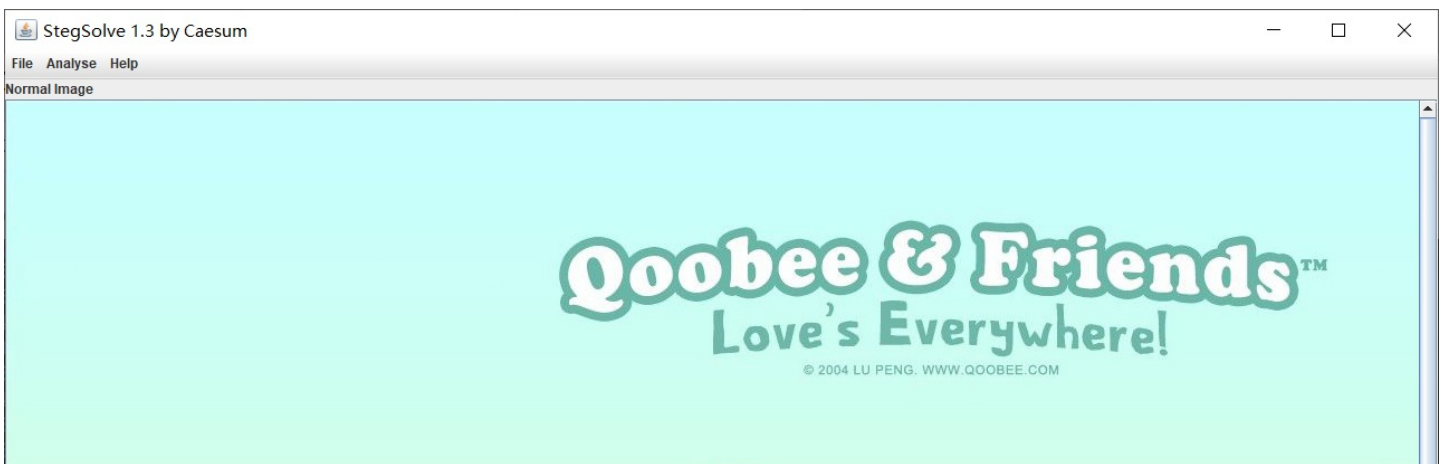 StegSolve 1.3 by Caesum
File Analyse Help
Normal Image
Qoobee & Friends™
Love's Everywhere!
© 2004 LU PENG. WWW.QOOBEE.COM